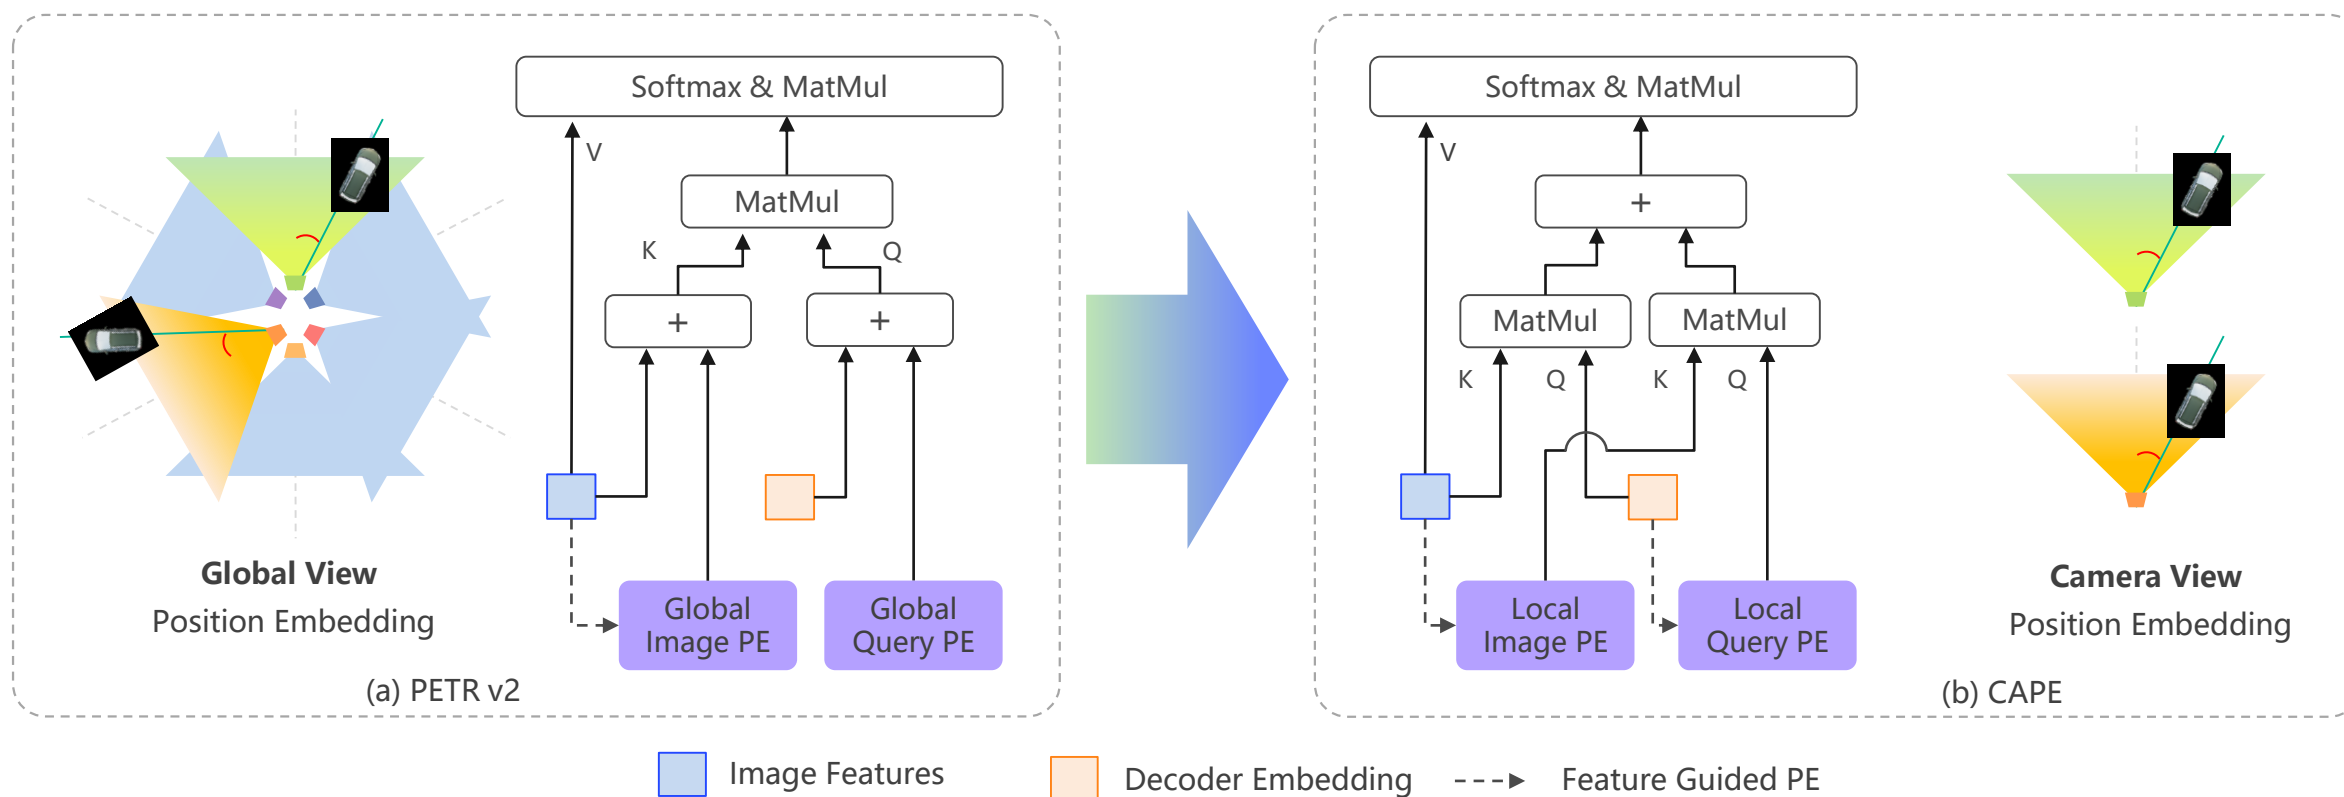 Softmax & MatMul
V
MatMul
K
Q
+
+
Global
Image PE
Global
Query PE
Global View
Position Embedding
(a) PETR v2
Softmax & MatMul
V
+
MatMul
MatMul
K
Q
K
Q
Local
Image PE
Local
Query PE
Camera View
Position Embedding
(b) CAPE
Image Features
Decoder Embedding
Feature Guided PE